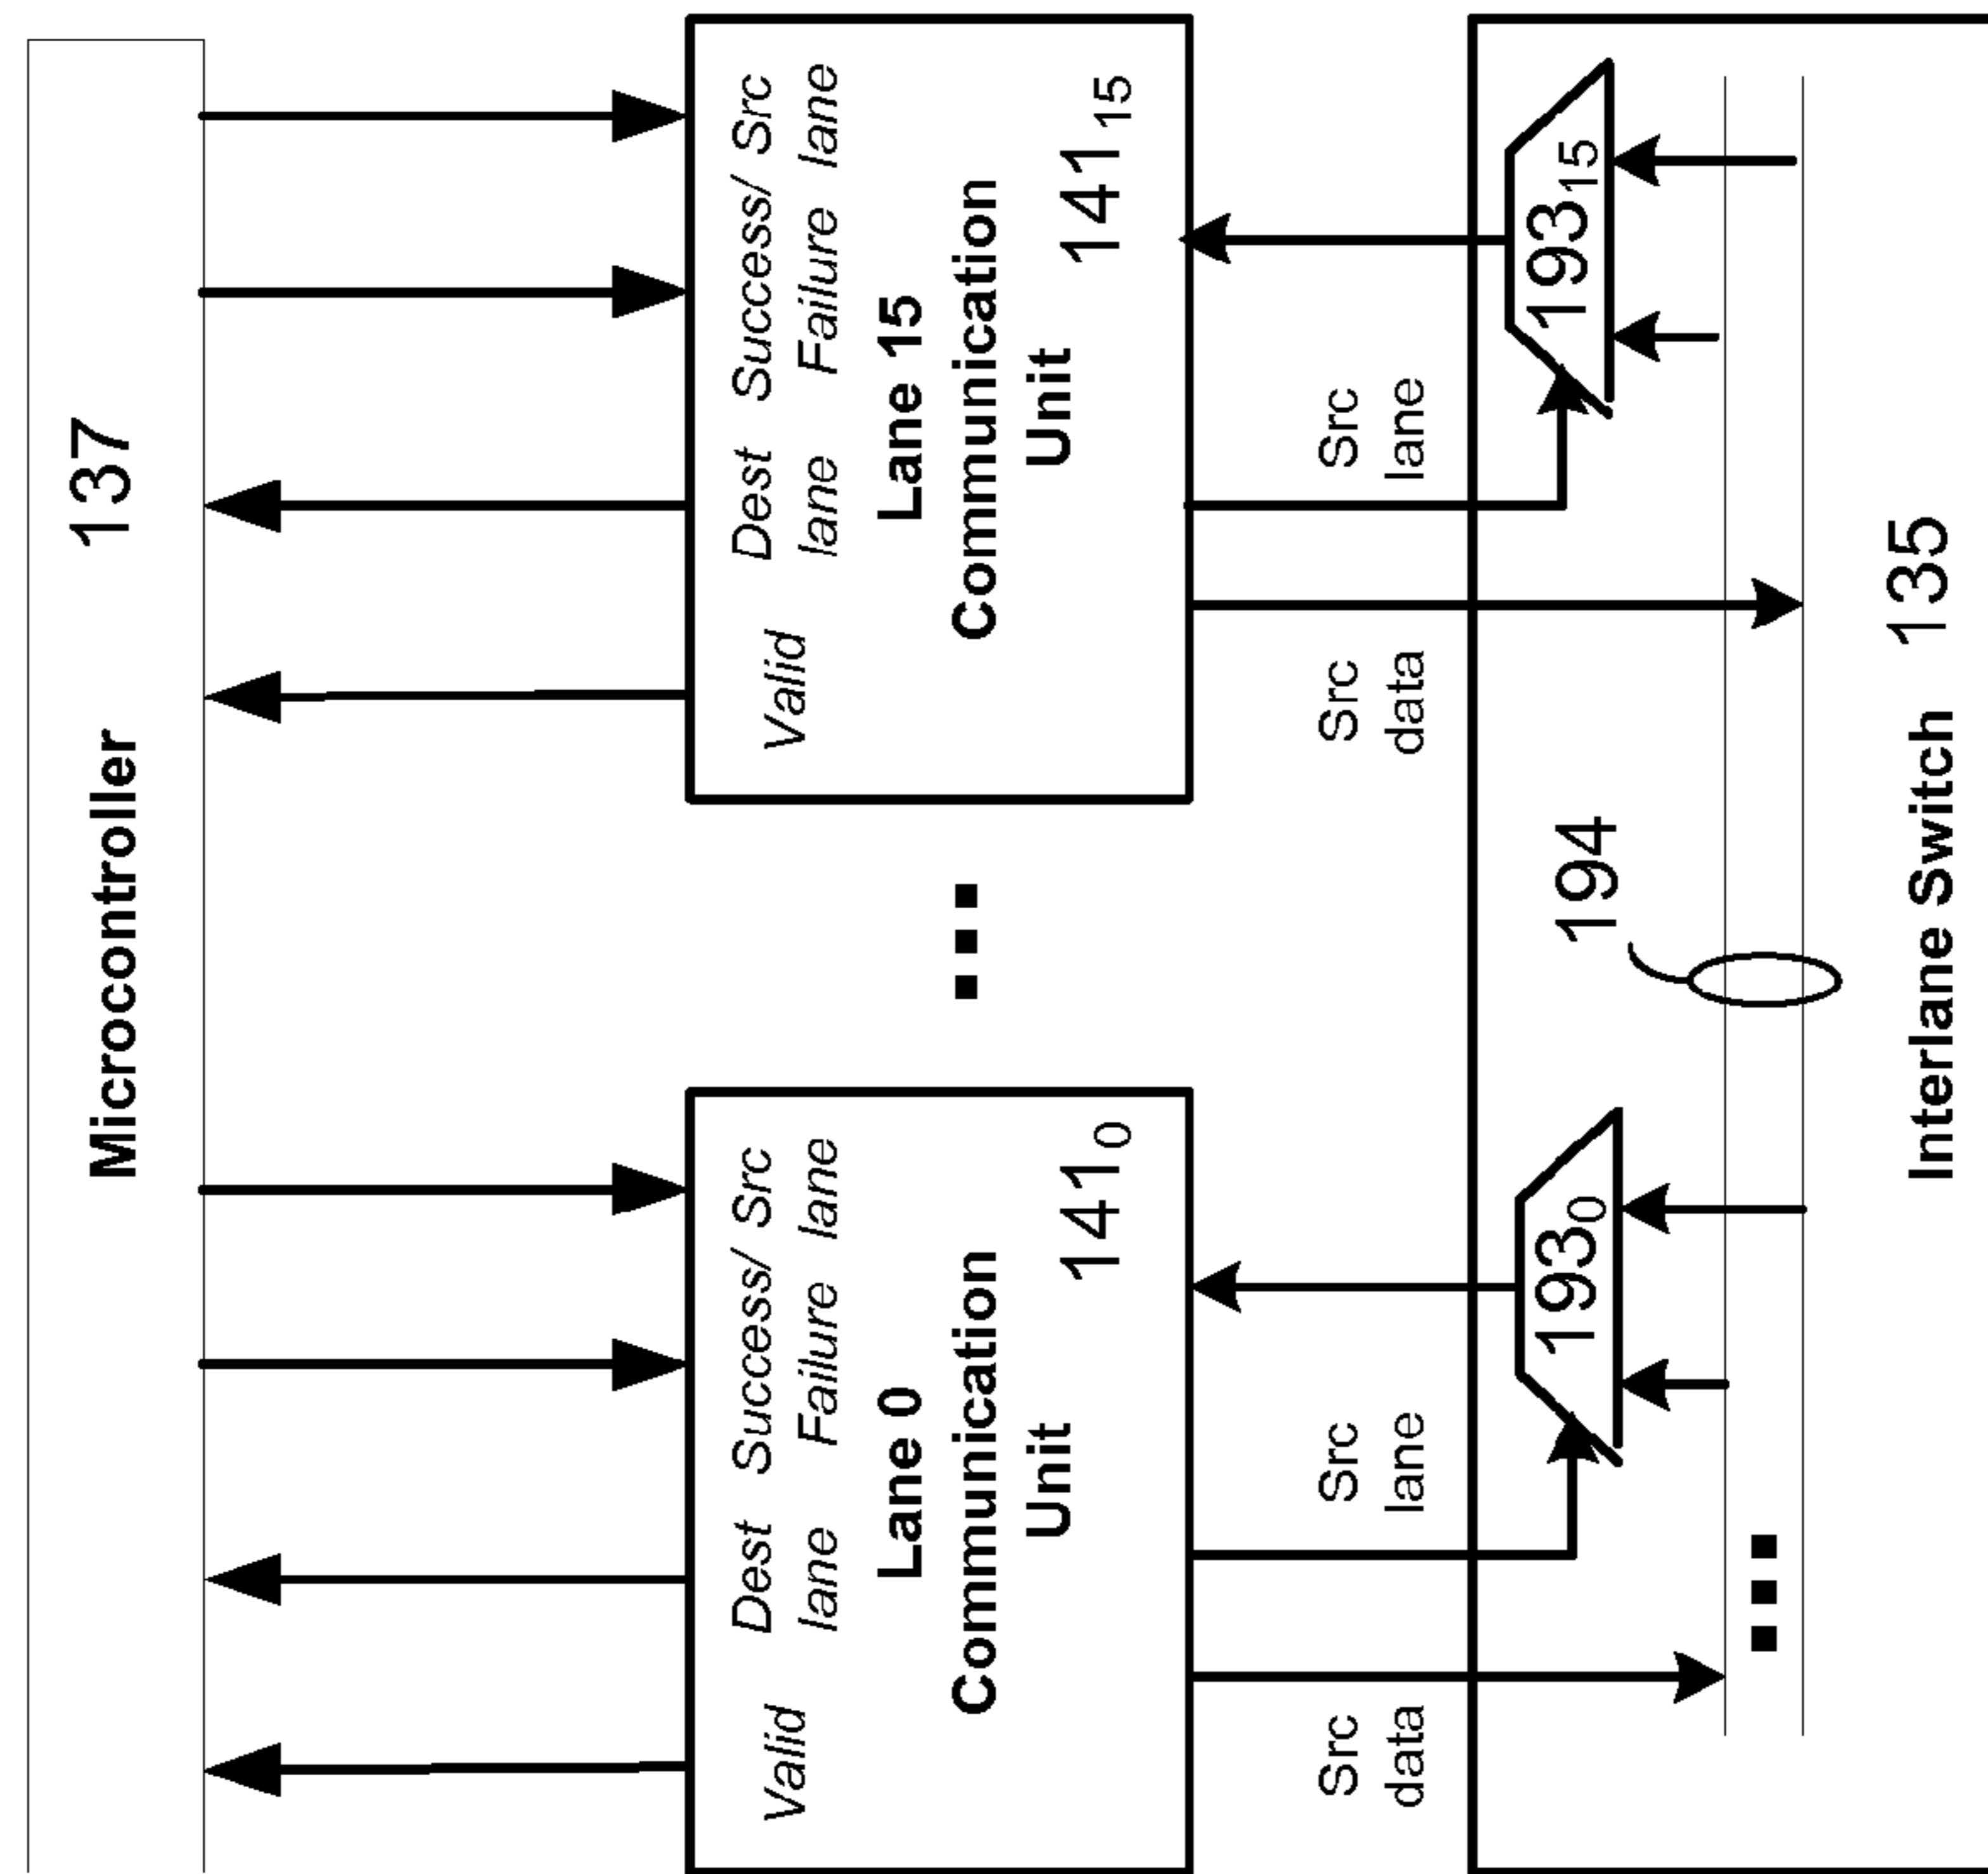 Microcontroller 137
Valid
Dest lane
Success/ Failure
Src lane
Lane 0
Communication
Unit
141₀
Valid
Dest lane
Success/ Failure
Src lane
Lane 15
Communication
Unit
141₁₅
Src data
Src lane
Src data
Src lane
193₀
194
193₁₅
Interlane Switch 135